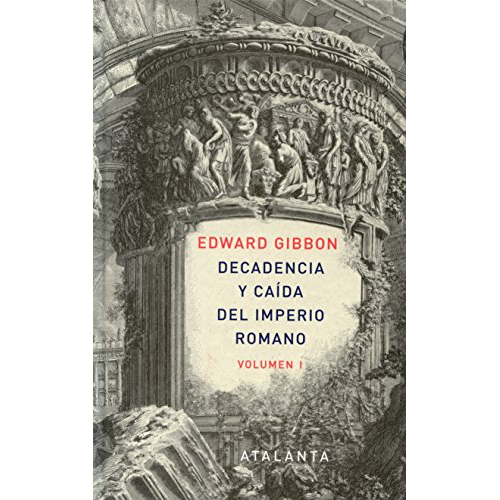 EDWARD GIBBON
DECADENCIA
Y CAÍDA
DEL IMPERIO
ROMANO
VOLUMEN I
ATALANTA